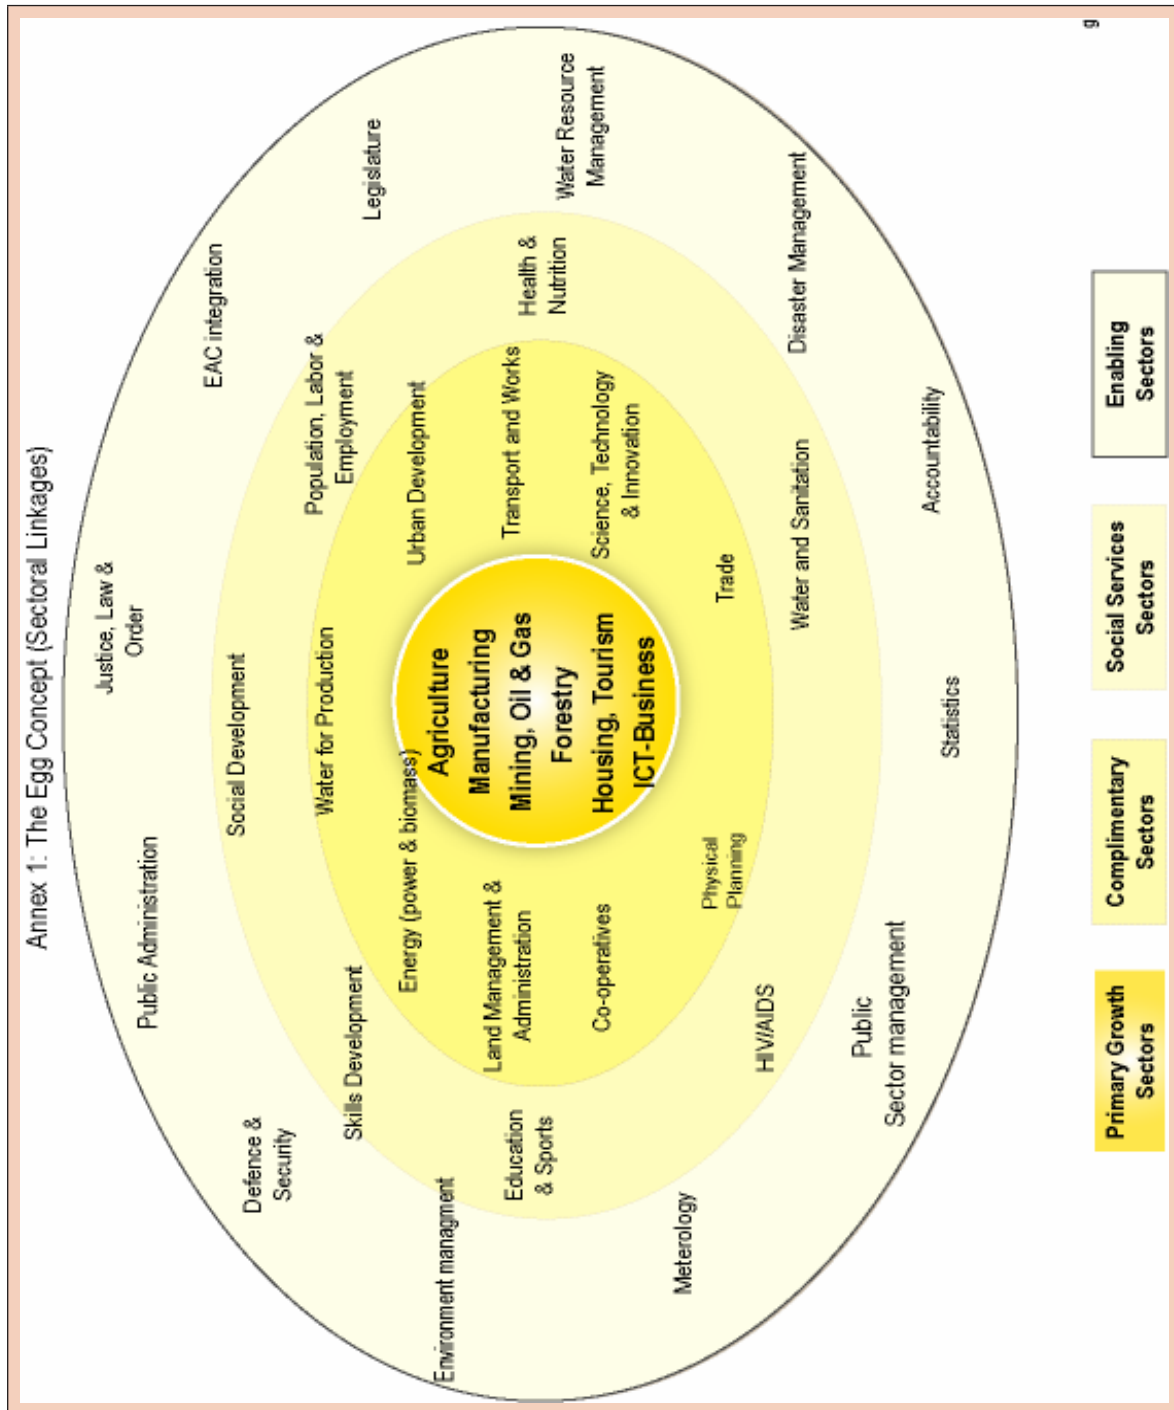 Annex 1: The Egg Concept (Sectoral Linkages)
Justice, Law &
Order
Public Administration
EAC integration
Defence &
Security
Legislature
Social Development
Population, Labor &
Employment
Skills Development
Water for Production
Urban Development
Energy (power & biomass)
Environment managment
Agriculture
Manufacturing
Mining, Oil & Gas
Forestry
Housing, Tourism
ICT-Business
Land Management &
Administration
Transport and Works
Education
& Sports
Health &
Nutrition
Water Resource
Management
Co-operatives
Science, Technology
& Innovation
Meterology
Physical
Planning
Trade
HIV/AIDS
Water and Sanitation
Disaster Management
Public
Sector management
Statistics
Accountability
Primary Growth
Sectors
Complimentary
Sectors
Social Services
Sectors
Enabling
Sectors